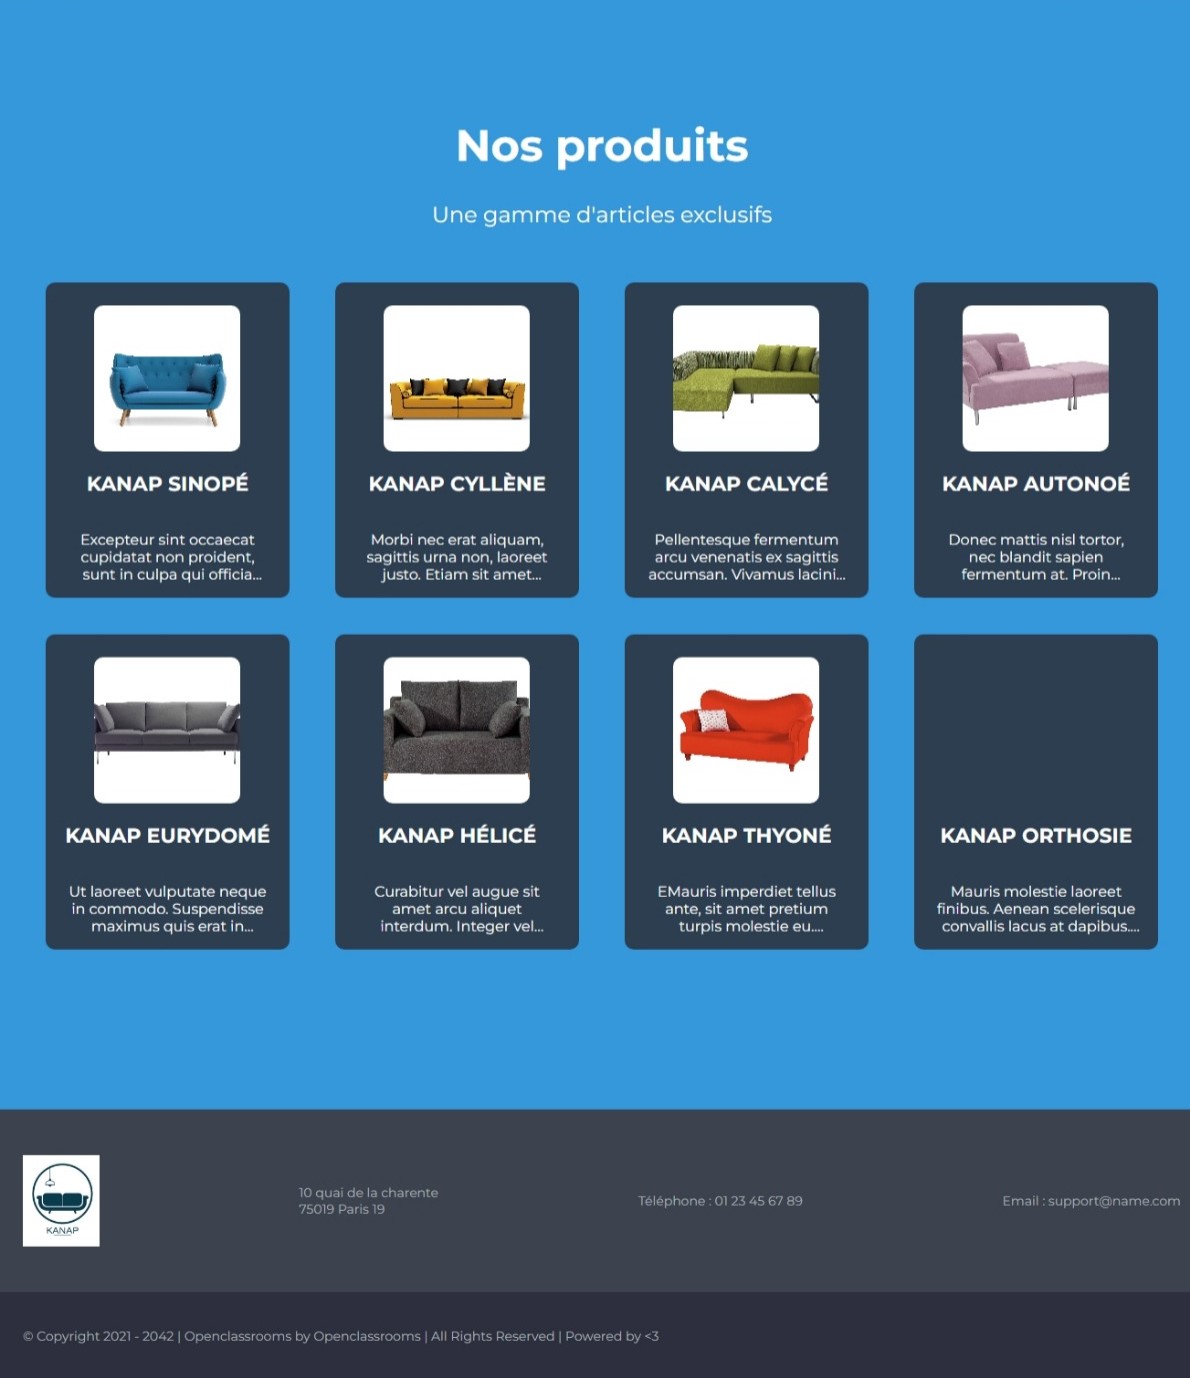 Nos produits
Une gamme d'articles exclusifs
KANAP SINOPÉ
Excepteur sint occaecat
cupidatat non proident,
sunt in culpa qui officia...
KANAP CYLLÈNE
Morbi nec erat aliquam,
sagittis urna non, laoreet
justo. Etiam sit amet...
KANAP CALYCÉ
Pellentesque fermentum
arcu venenatis ex sagittis
accumsan. Vivamus lacini...
KANAP AUTONOÉ
Donec mattis nisl tortor,
nec blandit sapien
fermentum at. Proin...
KANAP EURYDOMÉ
Ut laoreet vulputate neque
in commodo. Suspendisse
maximus quis erat in...
KANAP HÉLICÉ
Curabitur vel augue sit
amet arcu aliquet
interdum. Integer vel...
KANAP THYONÉ
EMauris imperdiet tellus
ante, sit amet pretium
turpis molestie eu....
KANAP ORTHOSIE
Mauris molestie laoreet
finibus. Aenean scelerisque
convallis lacus at dapibus....
KANAP
10 quai de la charente
75019 Paris 19
Téléphone : 01 23 45 67 89
Email : support@name.com
© Copyright 2021 - 2042 | Openclassrooms by Openclassrooms | All Rights Reserved | Powered by <3